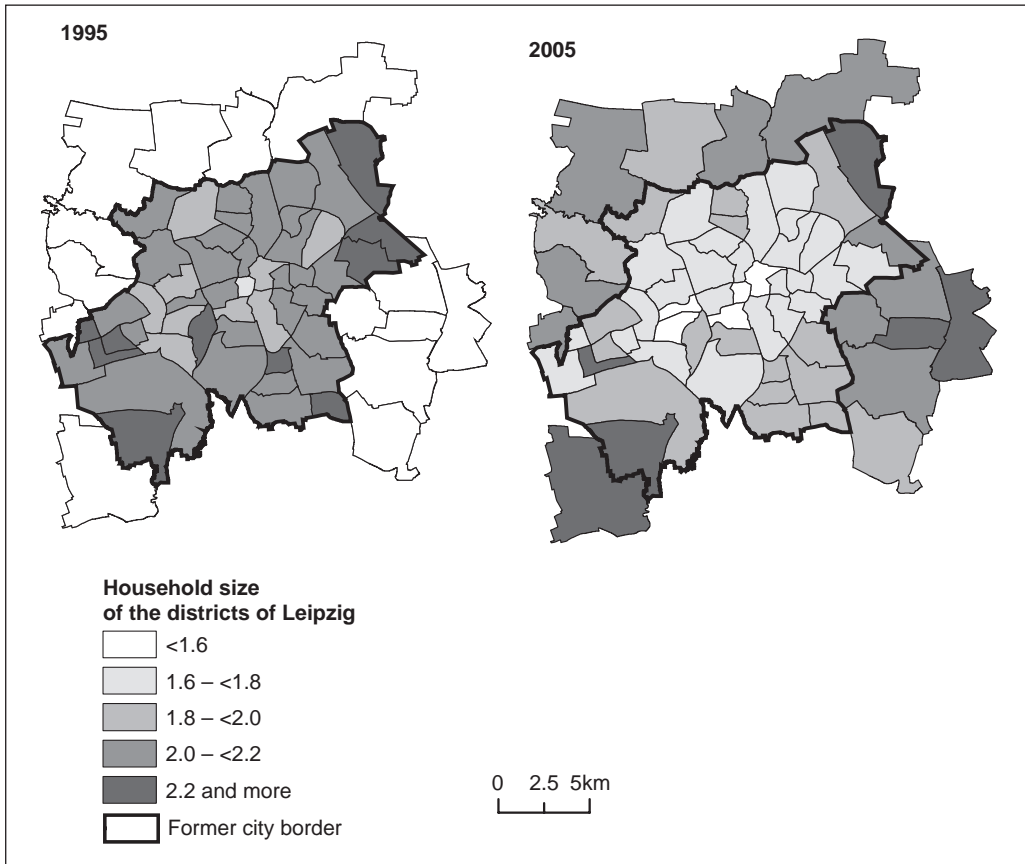 1995
2005
Household size
of the districts of Leipzig
<1.6
1.6 – <1.8
1.8 – <2.0
2.0 – <2.2
2.2 and more
Former city border
0 2.5 5km